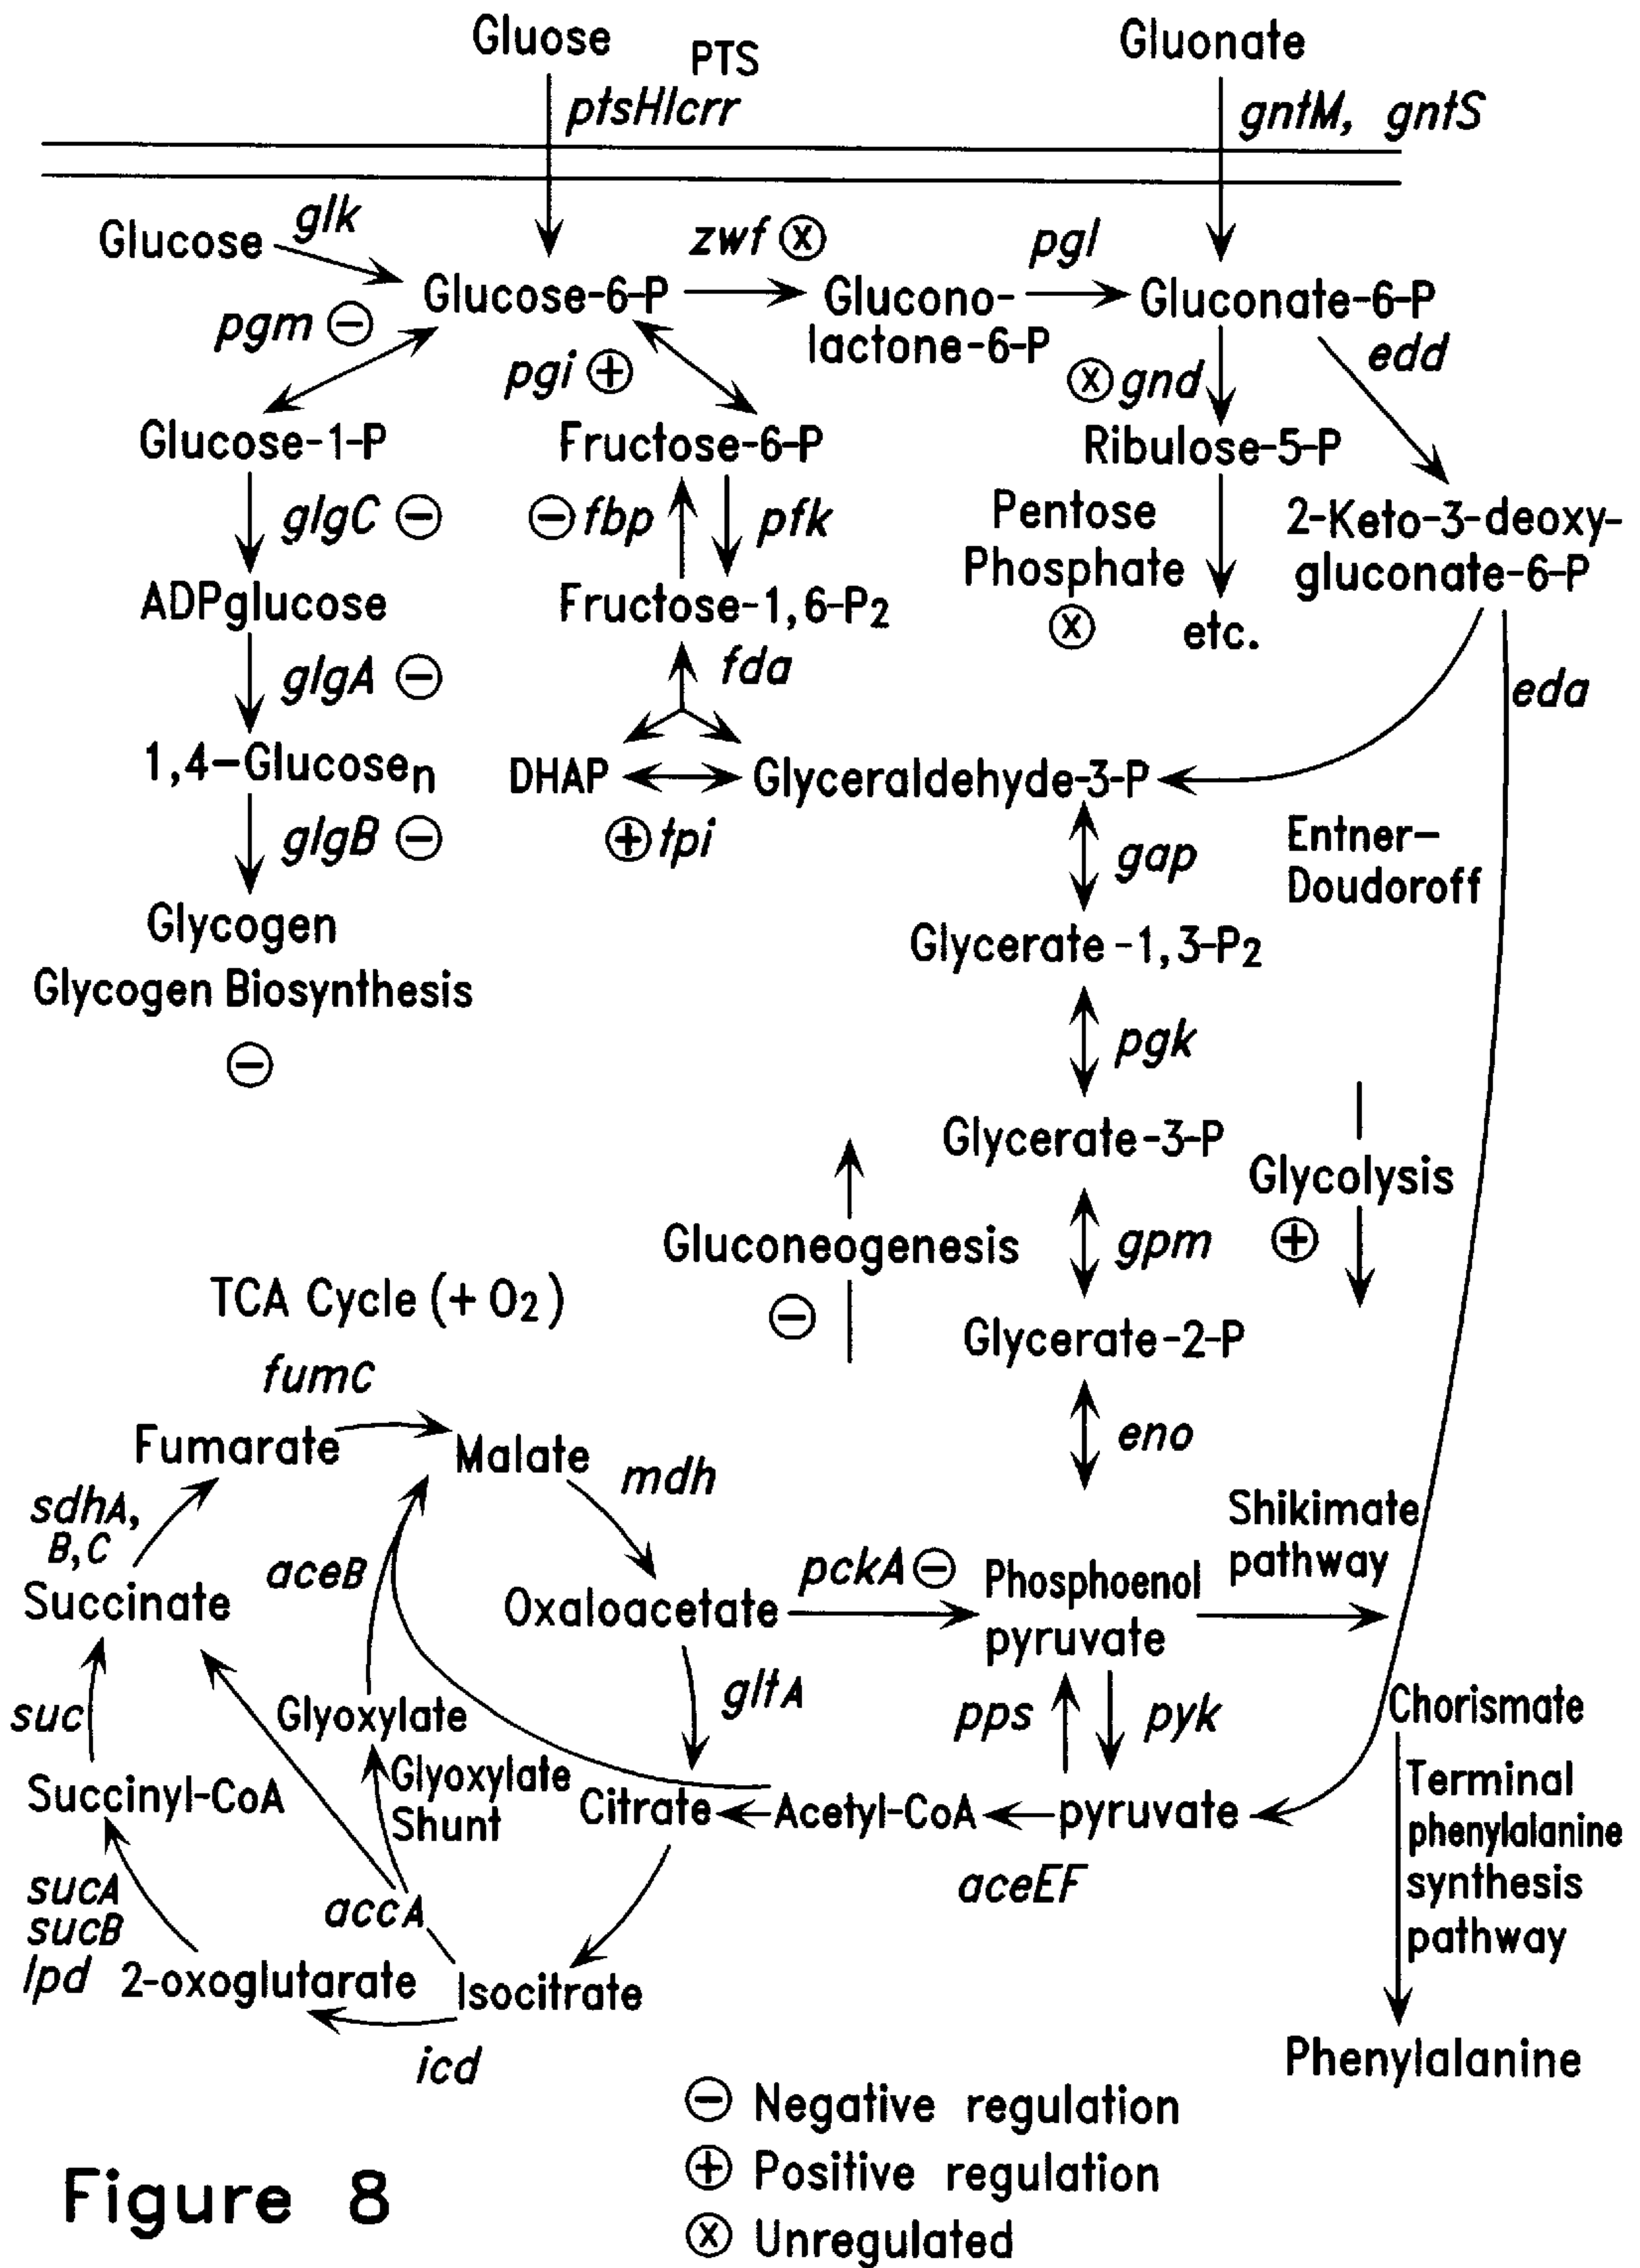 Gluose
PTS
Gluonate
ptsHIcrr
gntM, gntS
Glucose
glk
zwf ⓧ
pgl
Glucose-6-P
Glucono-
lactone-6-P
Gluconate-6-P
pgm ⊖
pgi ⊕
ⓧ gnd
edd
Glucose-1-P
Fructose-6-P
Ribulose-5-P
glgC ⊖
⊖ fbp
pfk
Pentose
Phosphate
ⓧ
2-Keto-3-deoxy-
gluconate-6-P
ADPglucose
Fructose-1,6-P2
etc.
glgA ⊖
fda
eda
1,4-Glucosen
DHAP
Glyceraldehyde-3-P
glgB ⊖
⊕ tpi
gap
Entner-
Doudoroff
Glycogen
Glycerate -1,3-P2
Glycogen Biosynthesis
⊖
pgk
Glycerate-3-P
Glycolysis
⊕
Gluconeogenesis
⊖
gpm
TCA Cycle (+ O2)
Glycerate-2-P
fumC
Fumarate
Malate
eno
mdh
sdhA,
B,C
Shikimate
pathway
aceB
pckA ⊖
Phosphoenol
pyruvate
Succinate
Oxaloacetate
gltA
suc
Glyoxylate
pps
pyk
Chorismate
Glyoxylate
Shunt
Succinyl-CoA
Citrate
Acetyl-CoA
pyruvate
Terminal
phenylalanine
synthesis
pathway
aceEF
sucA
sucB
lpd
accA
2-oxoglutarate
Isocitrate
icd
Phenylalanine
⊖ Negative regulation
⊕ Positive regulation
ⓧ Unregulated
Figure 8